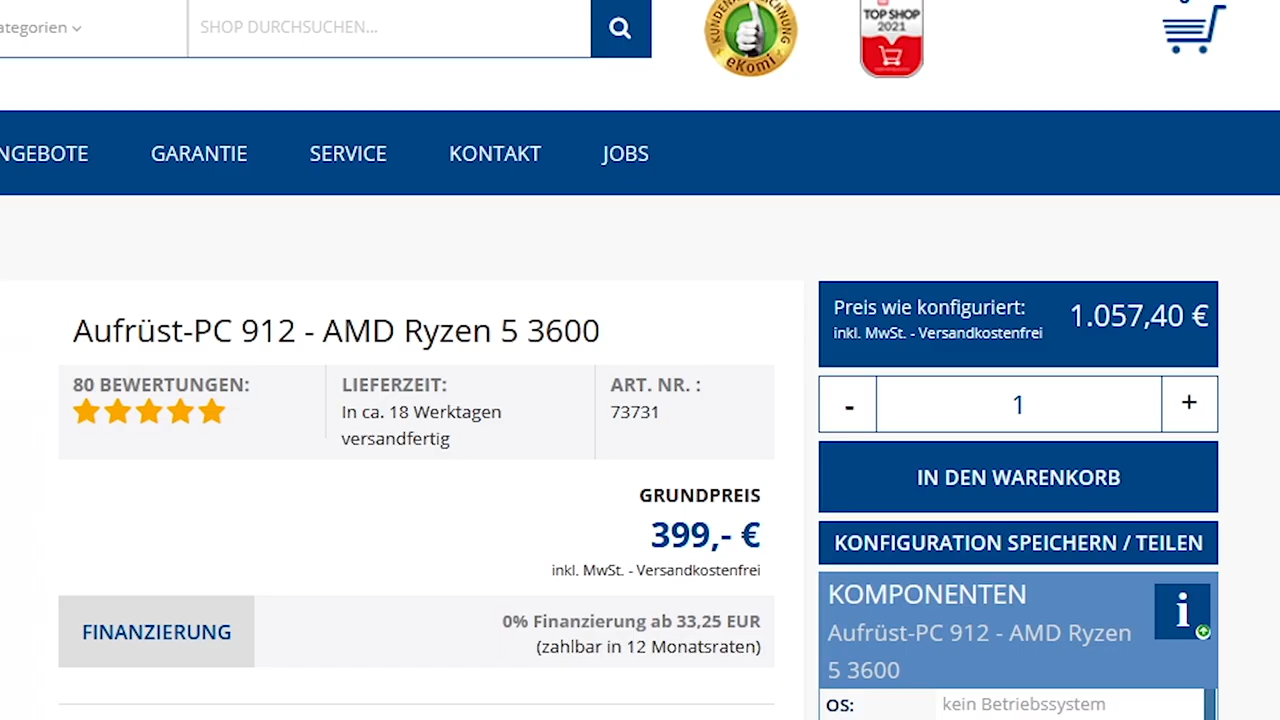 ategorien
SHOP DURCHSUCHEN...
KUNDENAUSZEICHNUNG
eKomi
TOP SHOP
2021
NGEBOTE
GARANTIE
SERVICE
KONTAKT
JOBS
Aufrüst-PC 912 - AMD Ryzen 5 3600
80 BEWERTUNGEN:
LIEFERZEIT:
In ca. 18 Werktagen
versandfertig
ART. NR. :
73731
GRUNDPREIS
399,- €
inkl. MwSt. - Versandkostenfrei
FINANZIERUNG
0% Finanzierung ab 33,25 EUR
(zahlbar in 12 Monatsraten)
Preis wie konfiguriert:
1.057,40 €
inkl. MwSt. - Versandkostenfrei
- 1 +
IN DEN WARENKORB
KONFIGURATION SPEICHERN / TEILEN
KOMPONENTEN
i
Aufrüst-PC 912 - AMD Ryzen
5 3600
OS: kein Betriebssystem